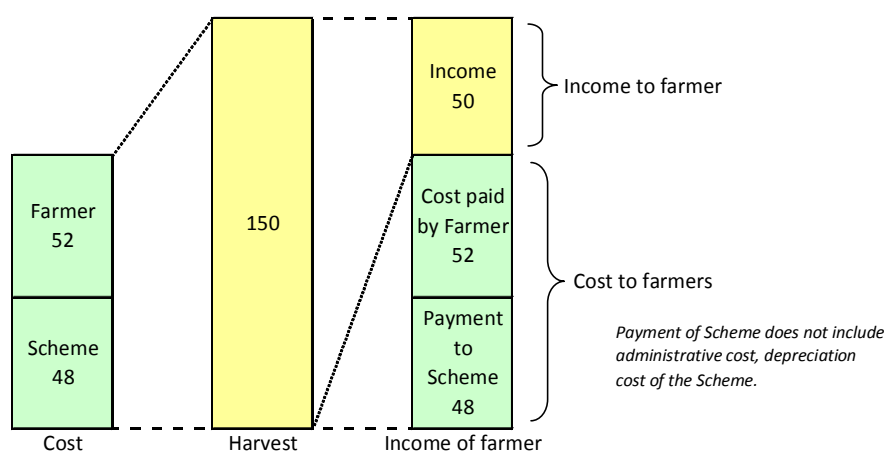 Income
50
Income to farmer
Farmer
52
150
Cost paid
by Farmer
52
Cost to farmers
Scheme
48
Payment
to
Scheme
48
Payment of Scheme does not include
administrative cost, depreciation
cost of the Scheme.
Cost
Harvest
Income of farmer